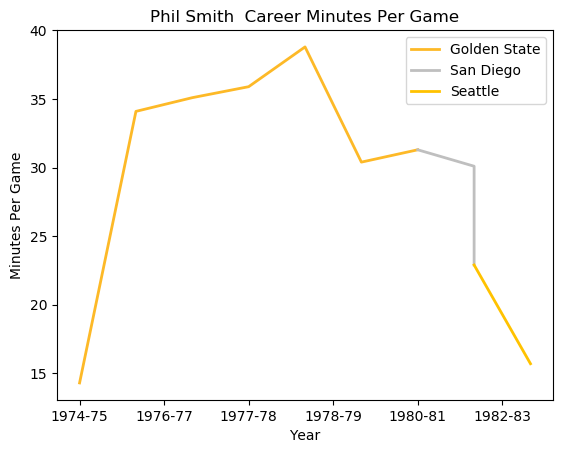 Phil Smith  Career Minutes Per Game
40
35
30
25
20
15
Minutes Per Game
Golden State
San Diego
Seattle
1974-75 1976-77 1977-78 1978-79 1980-81 1982-83
Year